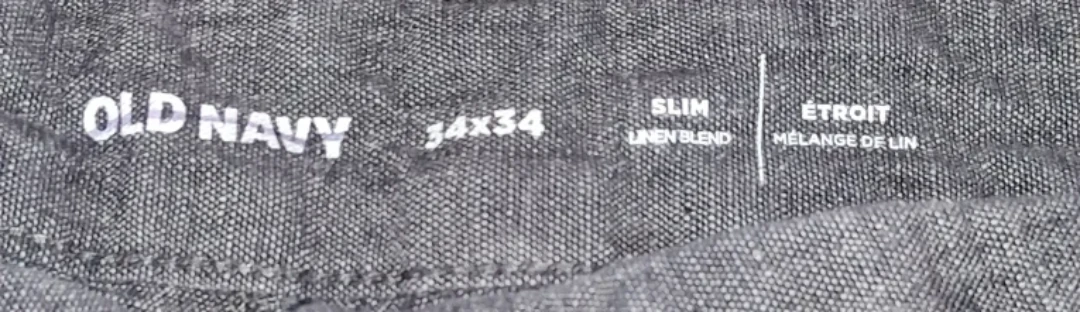 OLD NAVY
34x34
SLIM
LINEN BLEND
ÉTROIT
MÉLANGE DE LIN